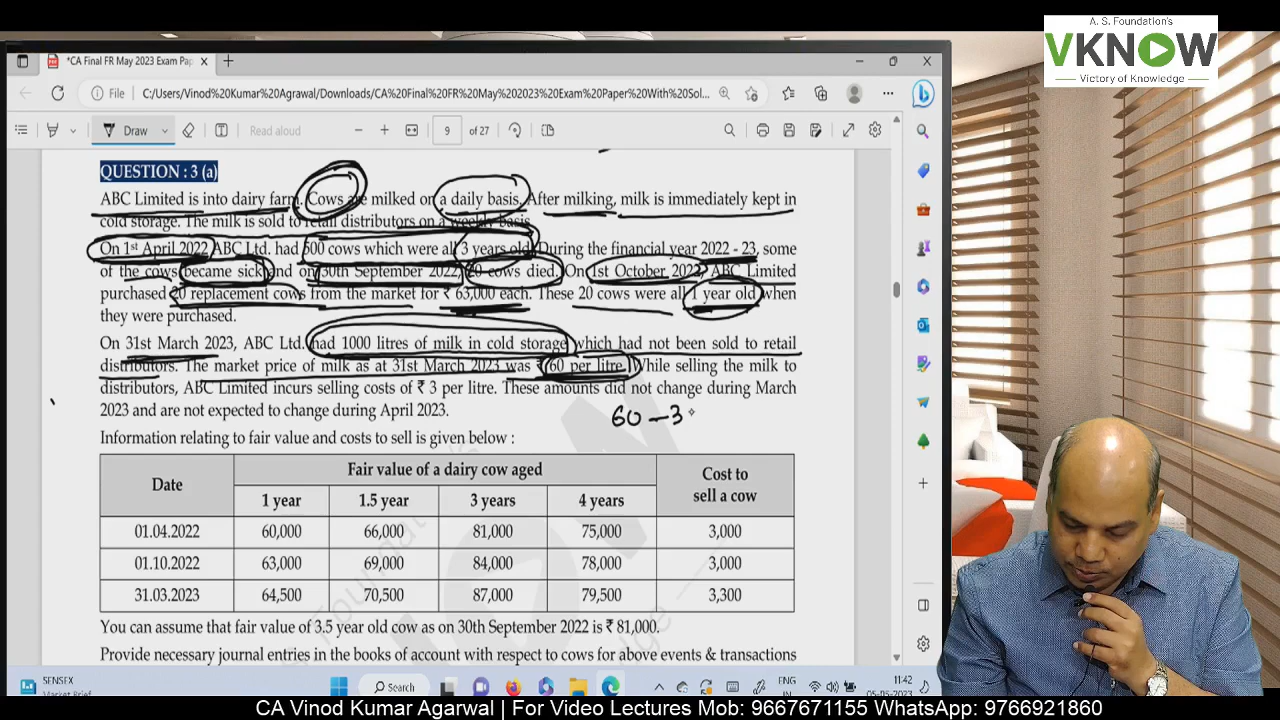 A. S. Foundation's
VKNOW
Victory of Knowledge
*CA Final FR May 2023 Exam Pap
File
C:/Users/Vinod%20Kumar%20Agrawal/Downloads/CA%20Final%20FR%20May%202023%20Exam%20Paper%20With%20Sol...
Draw
Read aloud
9
of 27
QUESTION : 3 (a)
ABC Limited is into dairy farm. Cows are milked on a daily basis. After milking, milk is immediately kept in
cold storage. The milk is sold to retail distributors on a weekly basis.
On 1st April 2022 ABC Ltd. had 500 cows which were all 3 years old. During the financial year 2022 - 23, some
of the cows became sick and on 30th September 2022, 20 cows died. On 1st October 2022, ABC Limited
purchased 20 replacement cows from the market for ₹ 63,000 each. These 20 cows were all 1 year old when
they were purchased.
On 31st March 2023, ABC Ltd. had 1000 litres of milk in cold storage which had not been sold to retail
distributors. The market price of milk as at 31st March 2023 was ₹ 60 per litre. While selling the milk to
distributors, ABC Limited incurs selling costs of ₹ 3 per litre. These amounts did not change during March
2023 and are not expected to change during April 2023.
60 - 3
Information relating to fair value and costs to sell is given below :
Date
Fair value of a dairy cow aged
Cost to
sell a cow
1 year
1.5 year
3 years
4 years
01.04.2022 60,000 66,000 81,000 75,000 3,000
01.10.2022 63,000 69,000 84,000 78,000 3,000
31.03.2023 64,500 70,500 87,000 79,500 3,300
You can assume that fair value of 3.5 year old cow as on 30th September 2022 is ₹ 81,000.
Provide necessary journal entries in the books of account with respect to cows for above events & transactions
SENSEX
Market Brief
Search
ENG
IN
11:42
05-05-2023
CA Vinod Kumar Agarwal | For Video Lectures Mob: 9667671155 WhatsApp: 9766921860